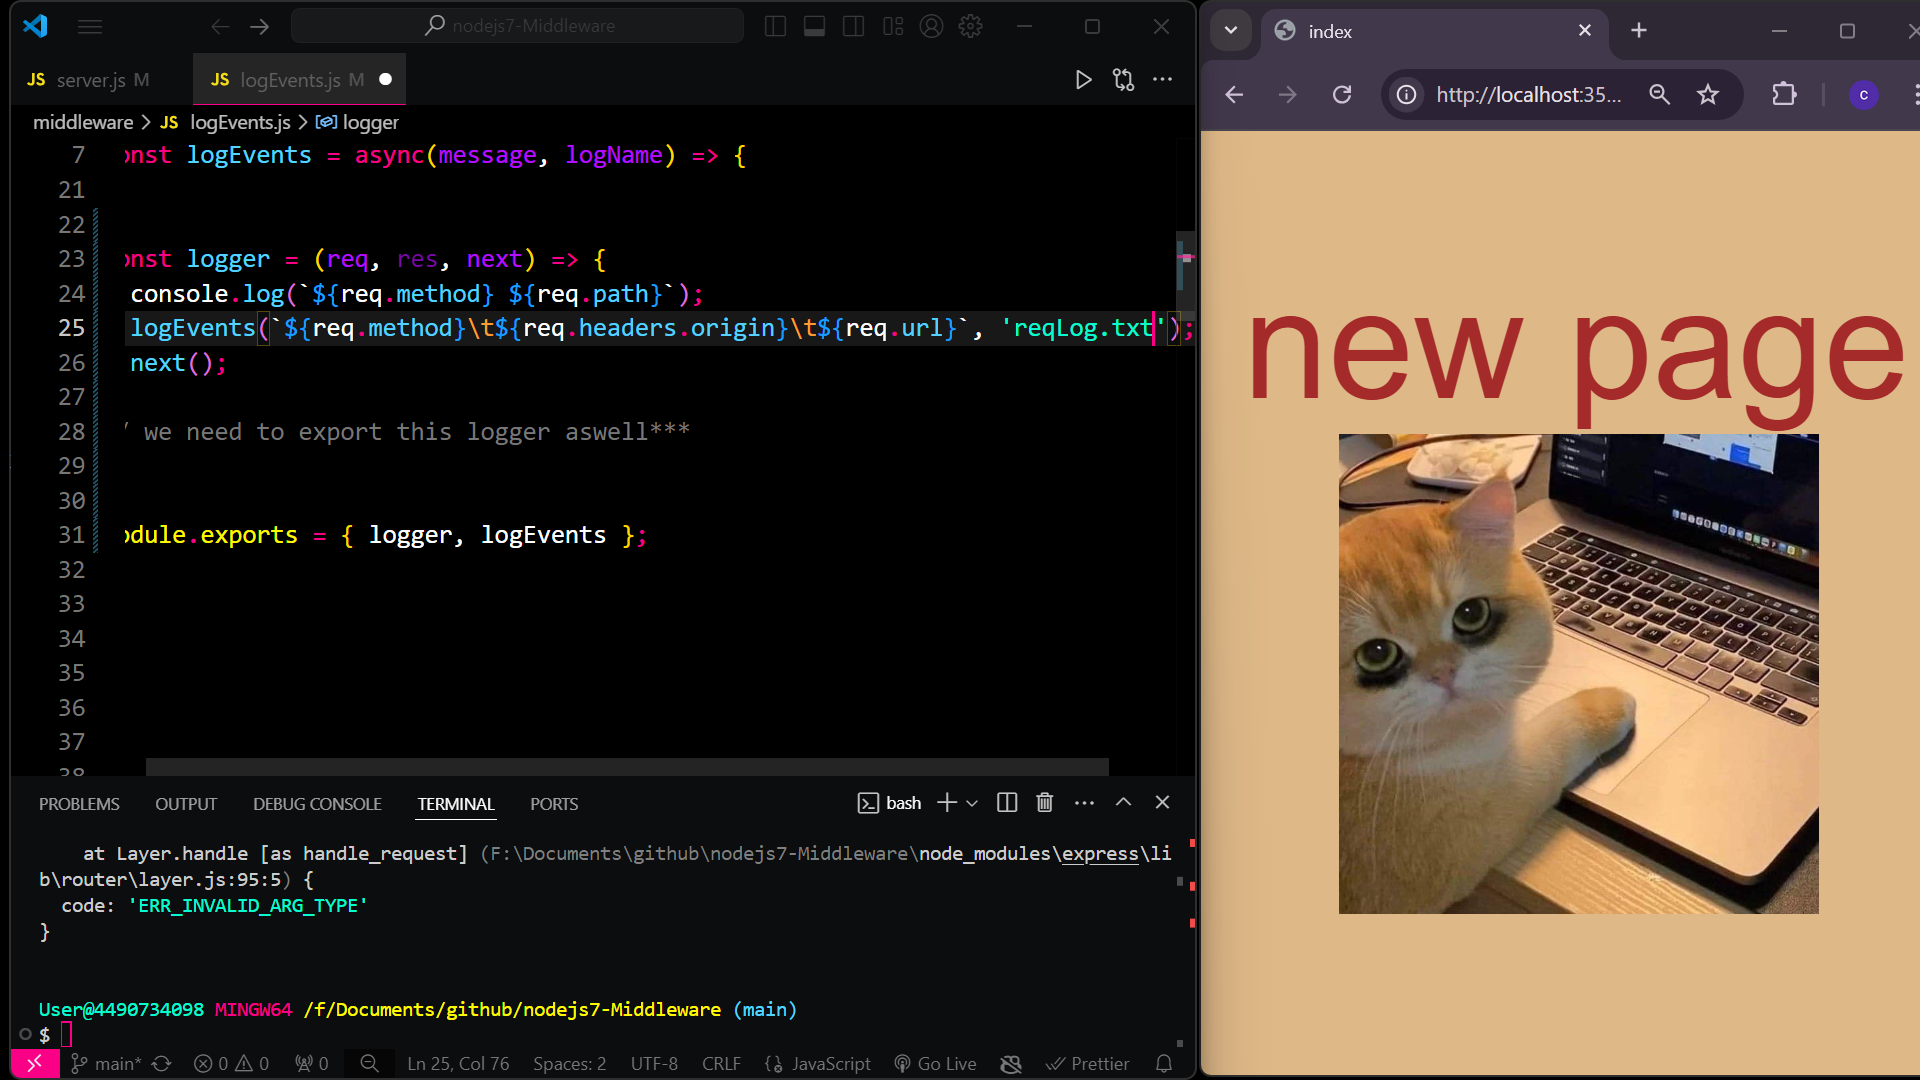 nodejs7-Middleware
JS server.js M
JS logEvents.js M
middleware > JS logEvents.js > logger
7 onst logEvents = async(message, logName) => {
21
22
23 onst logger = (req, res, next) => {
24 console.log(`${req.method} ${req.path}`);
25 logEvents(`${req.method}\t${req.headers.origin}\t${req.url}`, 'reqLog.txt');
26 next();
27
28 / we need to export this logger aswell***
29
30
31 odule.exports = { logger, logEvents };
32
33
34
35
36
37
38
PROBLEMS OUTPUT DEBUG CONSOLE TERMINAL PORTS
bash
at Layer.handle [as handle_request] (F:\Documents\github\nodejs7-Middleware\node_modules\express\li
b\router\layer.js:95:5) {
code: 'ERR_INVALID_ARG_TYPE'
}
User@4490734098 MINGW64 /f/Documents/github/nodejs7-Middleware (main)
$
main* 0 0 0 Ln 25, Col 76 Spaces: 2 UTF-8 CRLF JavaScript Go Live Prettier
index
http://localhost:35...
c
new page